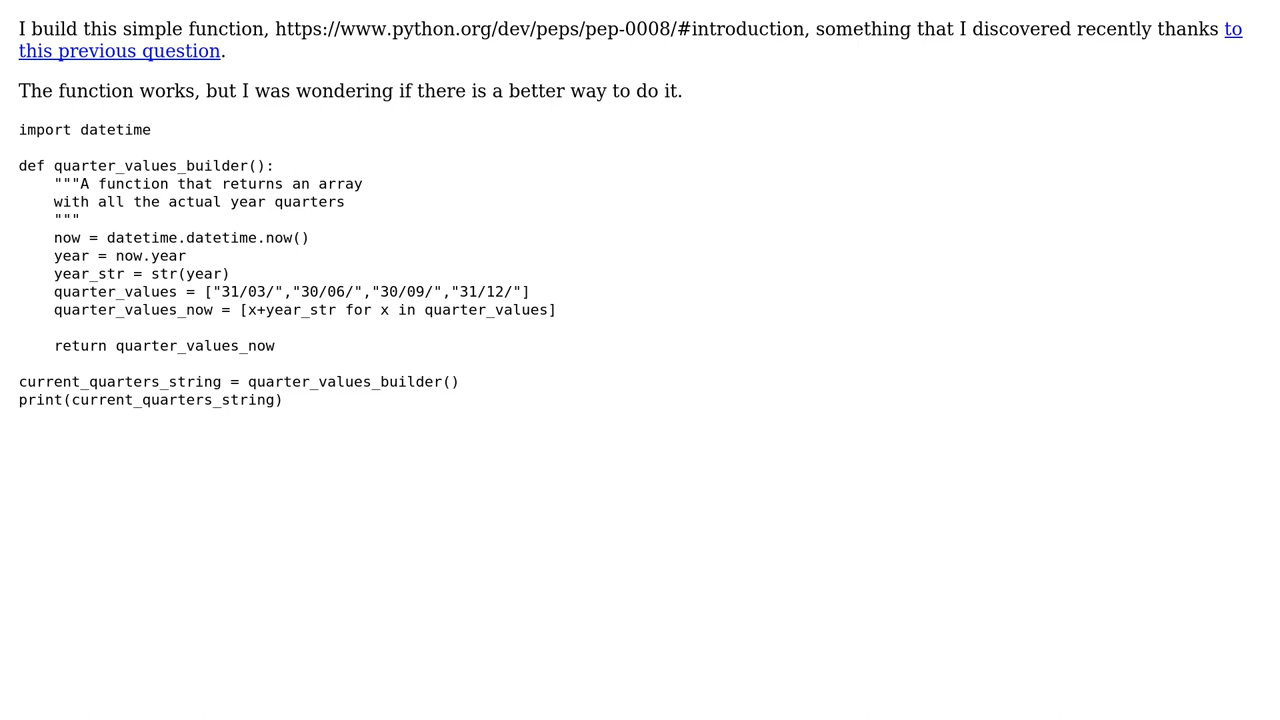 I build this simple function, https://www.python.org/dev/peps/pep-0008/#introduction, something that I discovered recently thanks to
this previous question.
The function works, but I was wondering if there is a better way to do it.
import datetime
def quarter_values_builder():
    """A function that returns an array
    with all the actual year quarters
    """
    now = datetime.datetime.now()
    year = now.year
    year_str = str(year)
    quarter_values = ["31/03/","30/06/","30/09/","31/12/"]
    quarter_values_now = [x+year_str for x in quarter_values]
    return quarter_values_now
current_quarters_string = quarter_values_builder()
print(current_quarters_string)